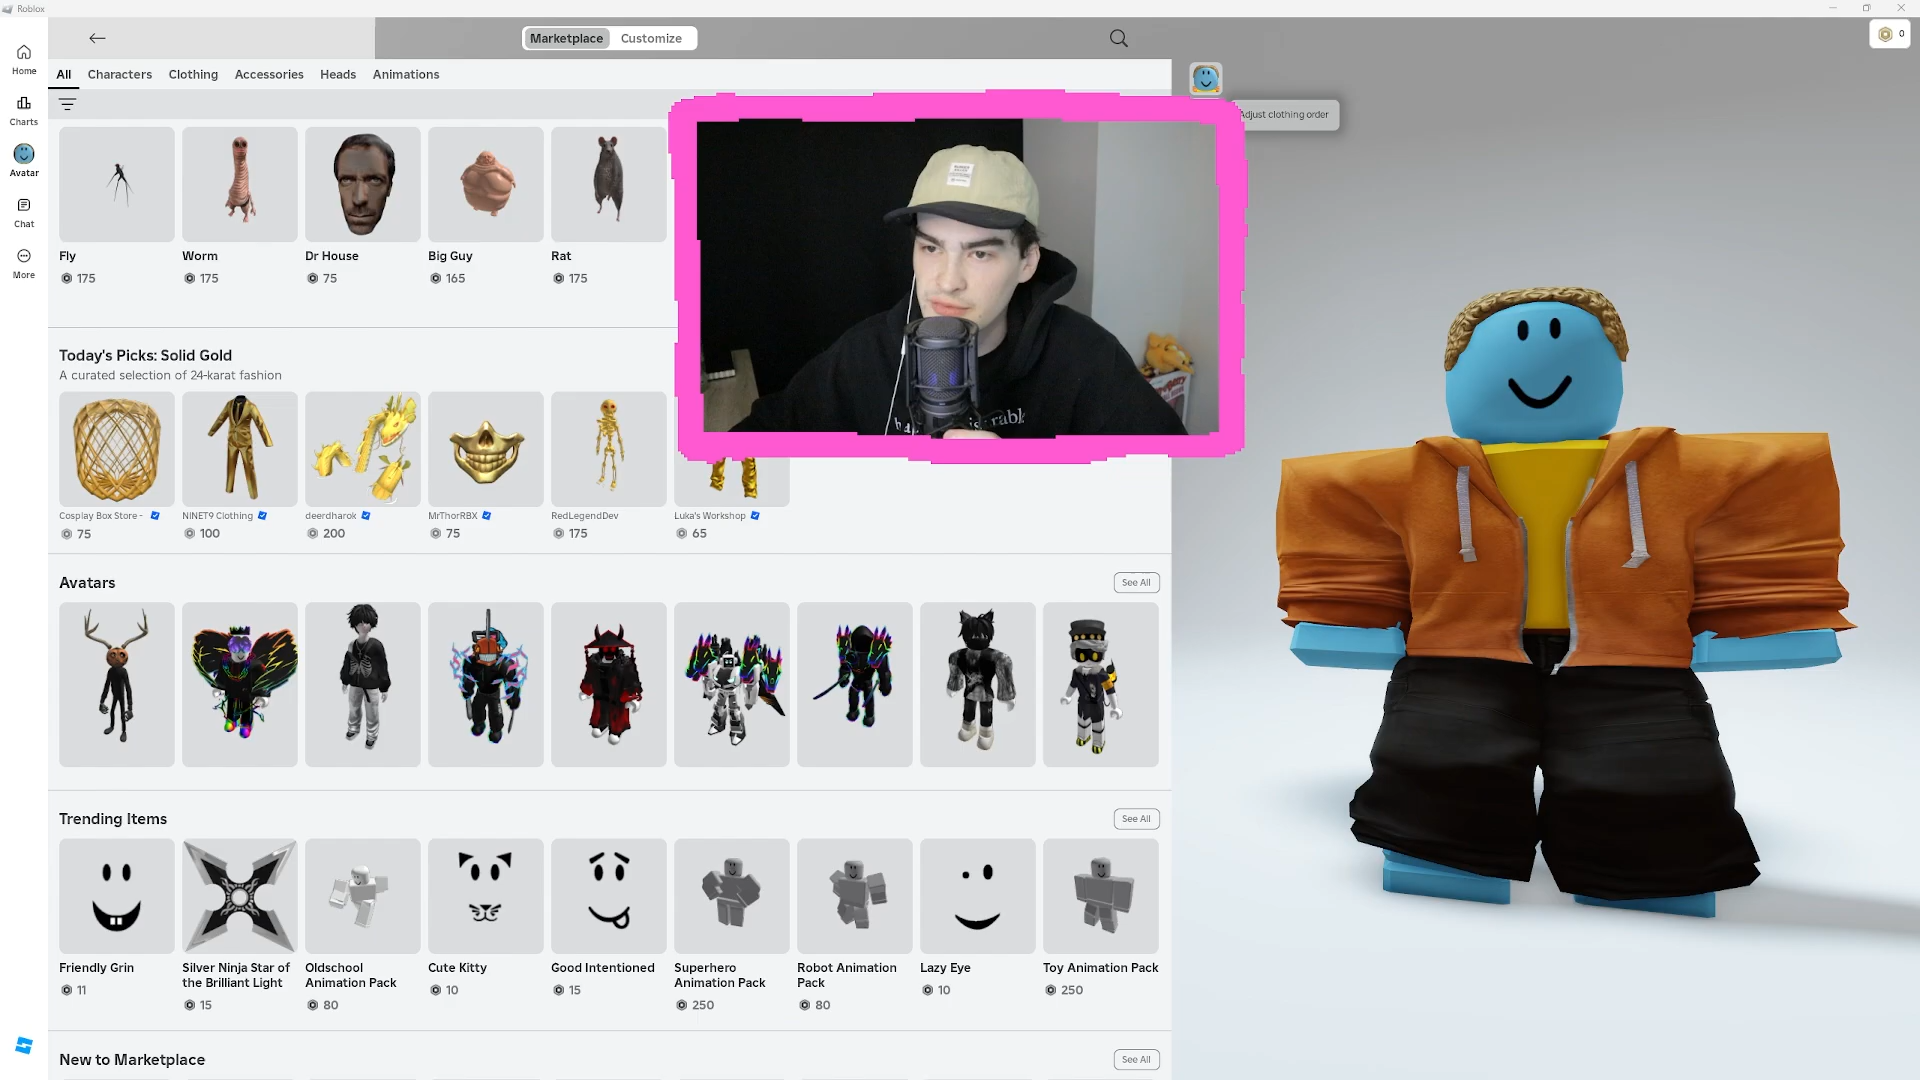 Roblox
Marketplace
Customize
0
Home
Charts
Avatar
Chat
More
All
Characters
Clothing
Accessories
Heads
Animations
Adjust clothing order
Fly
175
Worm
175
Dr House
75
Big Guy
165
Rat
175
Today's Picks: Solid Gold
A curated selection of 24-karat fashion
Cosplay Box Store -
75
NINET9 Clothing
100
deerdharok
200
MrThorRBX
75
RedLegendDev
175
Luka's Workshop
65
Avatars
See All
Trending Items
See All
Friendly Grin
11
Silver Ninja Star of
the Brilliant Light
15
Oldschool
Animation Pack
80
Cute Kitty
10
Good Intentioned
15
Superhero
Animation Pack
250
Robot Animation
Pack
80
Lazy Eye
10
Toy Animation Pack
250
New to Marketplace
See All